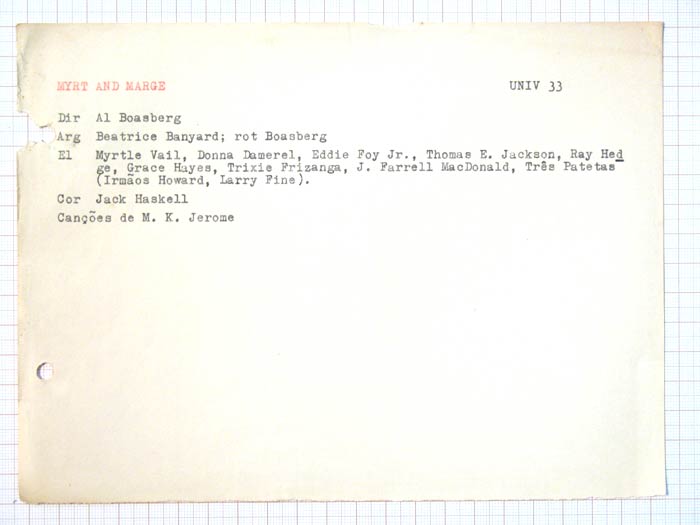 MYRT AND MARGE UNIV 33
Dir Al Boasberg
Arg Beatrice Banyard; rot Boasberg
El Myrtle Vail, Donna Damerel, Eddie Foy Jr., Thomas E. Jackson, Ray Hed
ge, Grace Hayes, Trixie Frizanga, J. Farrell MacDonald, Três Patetas
(Irmãos Howard, Larry Fine).
Cor Jack Haskell
Canções de M. K. Jerome